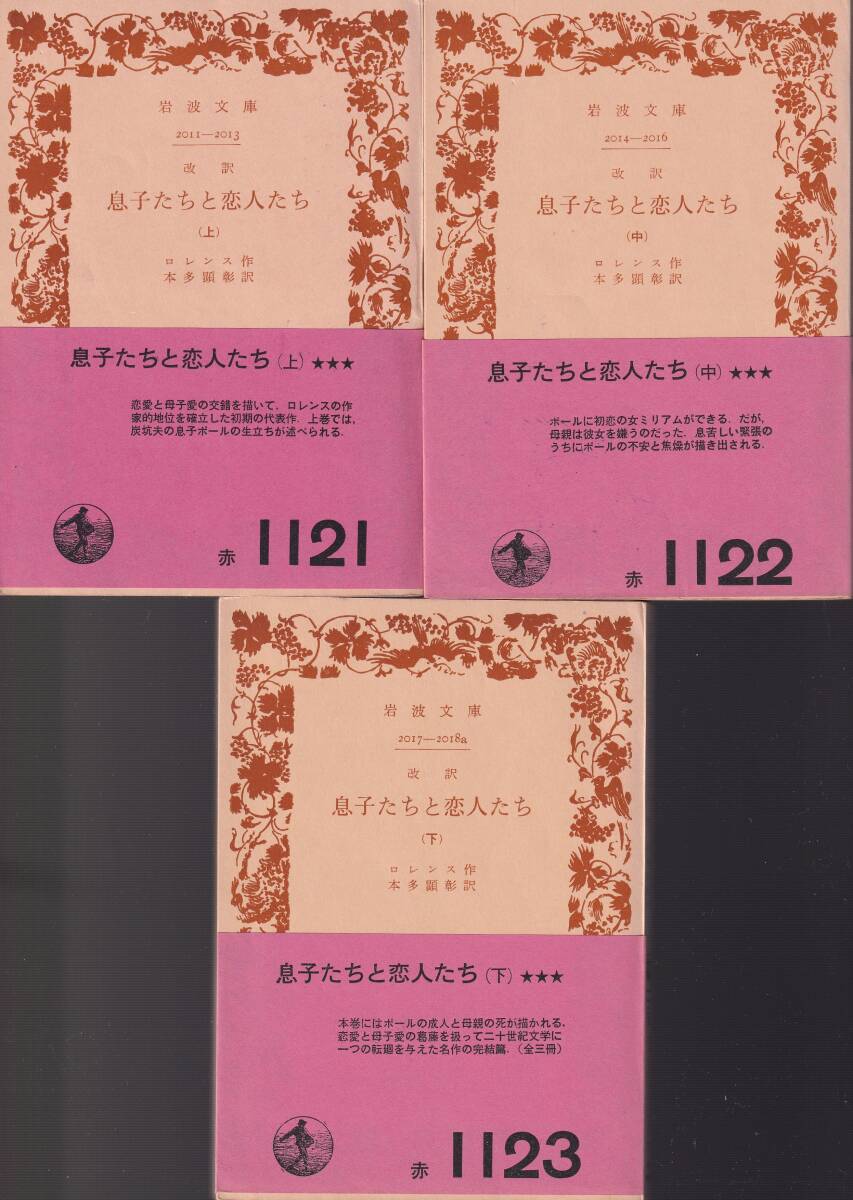 岩波文庫
2011—2013
改訳
息子たちと恋人たち
(上)
ロレンス作
本多顕彰訳
息子たちと恋人たち(上)★★★
恋愛と母子愛の交錯を描いて，ロレンスの作
家的地位を確立した初期の代表作．上巻では，
炭坑夫の息子ポールの生立ちが述べられる．
赤 1121
岩波文庫
2014—2016
改訳
息子たちと恋人たち
(中)
ロレンス作
本多顕彰訳
息子たちと恋人たち(中)★★★
ポールに初恋の女ミリアムができる．だが，
母親は彼女を嫌うのだった．息苦しい緊張の
うちにポールの不安と焦燥が描き出される．
赤 1122
岩波文庫
2017—2018a
改訳
息子たちと恋人たち
(下)
ロレンス作
本多顕彰訳
息子たちと恋人たち(下)★★★
本巻にはポールの成人と母親の死が描かれる．
恋愛と母子愛の葛藤を扱って二十世紀文学に
一つの転廻を与えた名作の完結篇．(全三冊)
赤 1123